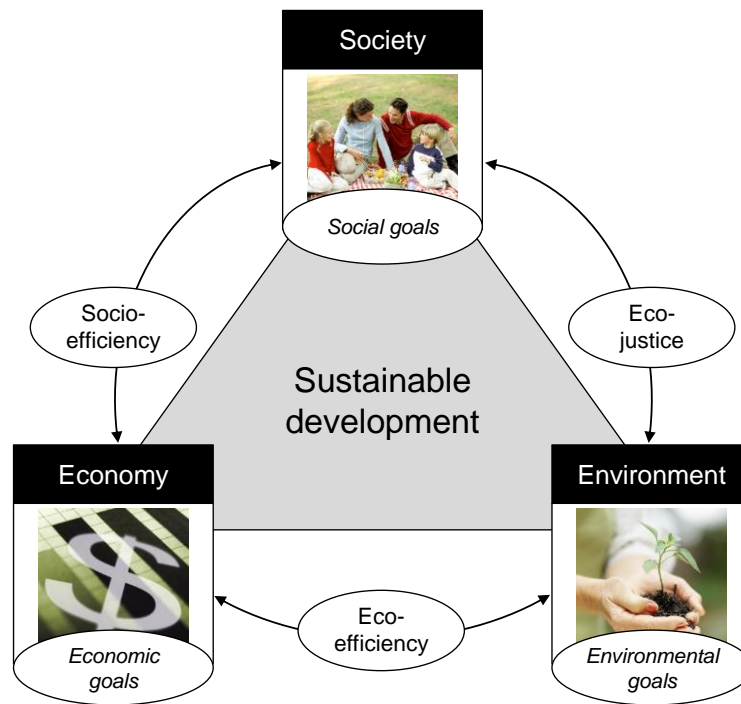 Society
Social goals
Socio-
efficiency
Eco-
justice
Sustainable
development
Economy
Environment
Economic
goals
Eco-
efficiency
Environmental
goals